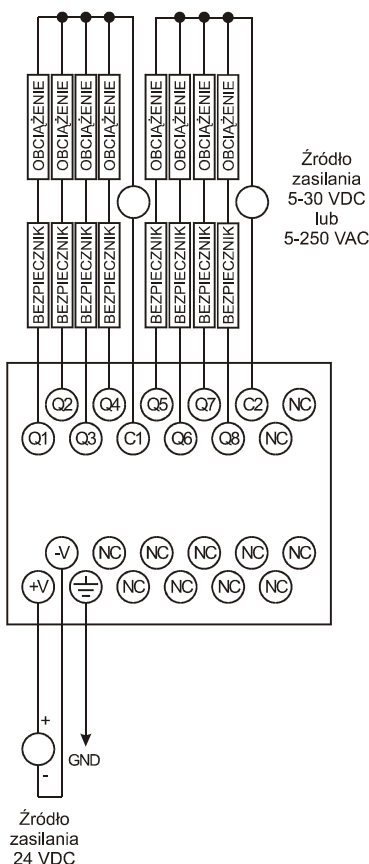 OBCIĄŻENIE OBCIĄŻENIE OBCIĄŻENIE OBCIĄŻENIE OBCIĄŻENIE OBCIĄŻENIE OBCIĄŻENIE OBCIĄŻENIE
Źródło
zasilania
5-30 VDC
lub
5-250 VAC
BEZPIECZNIK BEZPIECZNIK BEZPIECZNIK BEZPIECZNIK BEZPIECZNIK BEZPIECZNIK BEZPIECZNIK BEZPIECZNIK
Q2 Q4 Q5 Q7 C2 NC
Q1 Q3 C1 Q6 Q8 NC
-V NC NC NC NC NC
+V NC NC NC NC
+
-
GND
Źródło
zasilania
24 VDC